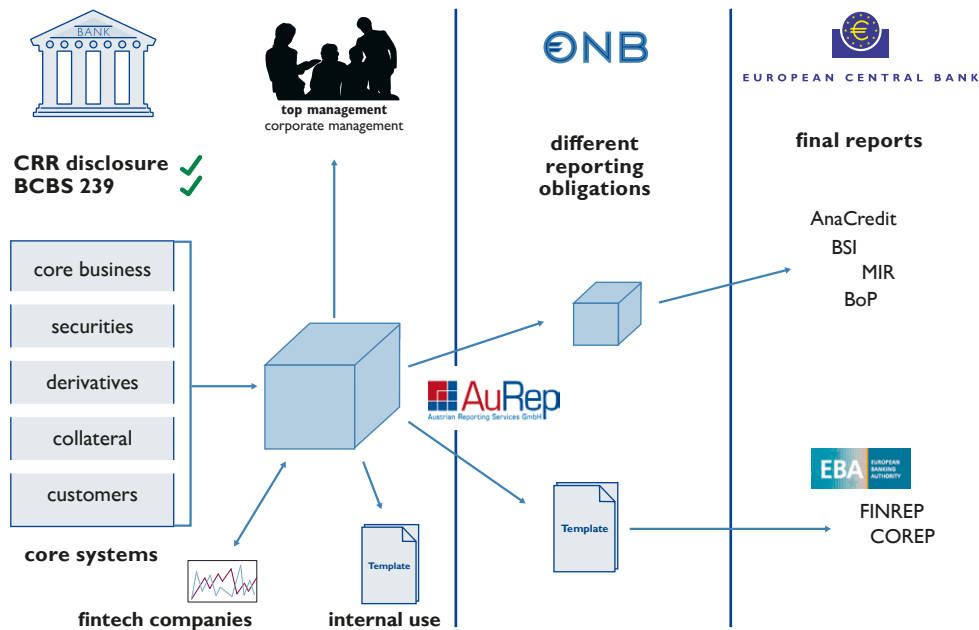 BANK
top management
corporate management
CRR disclosure
BCBS 239
core business
securities
derivatives
collateral
customers
core systems
fintech companies
Template
internal use
ONB
different
reporting
obligations
AuRep
Austrian Reporting Services GmbH
Template
€
EUROPEAN CENTRAL BANK
final reports
AnaCredit
BSI
MIR
BoP
EBA
EUROPEAN
BANKING
AUTHORITY
FINREP
COREP